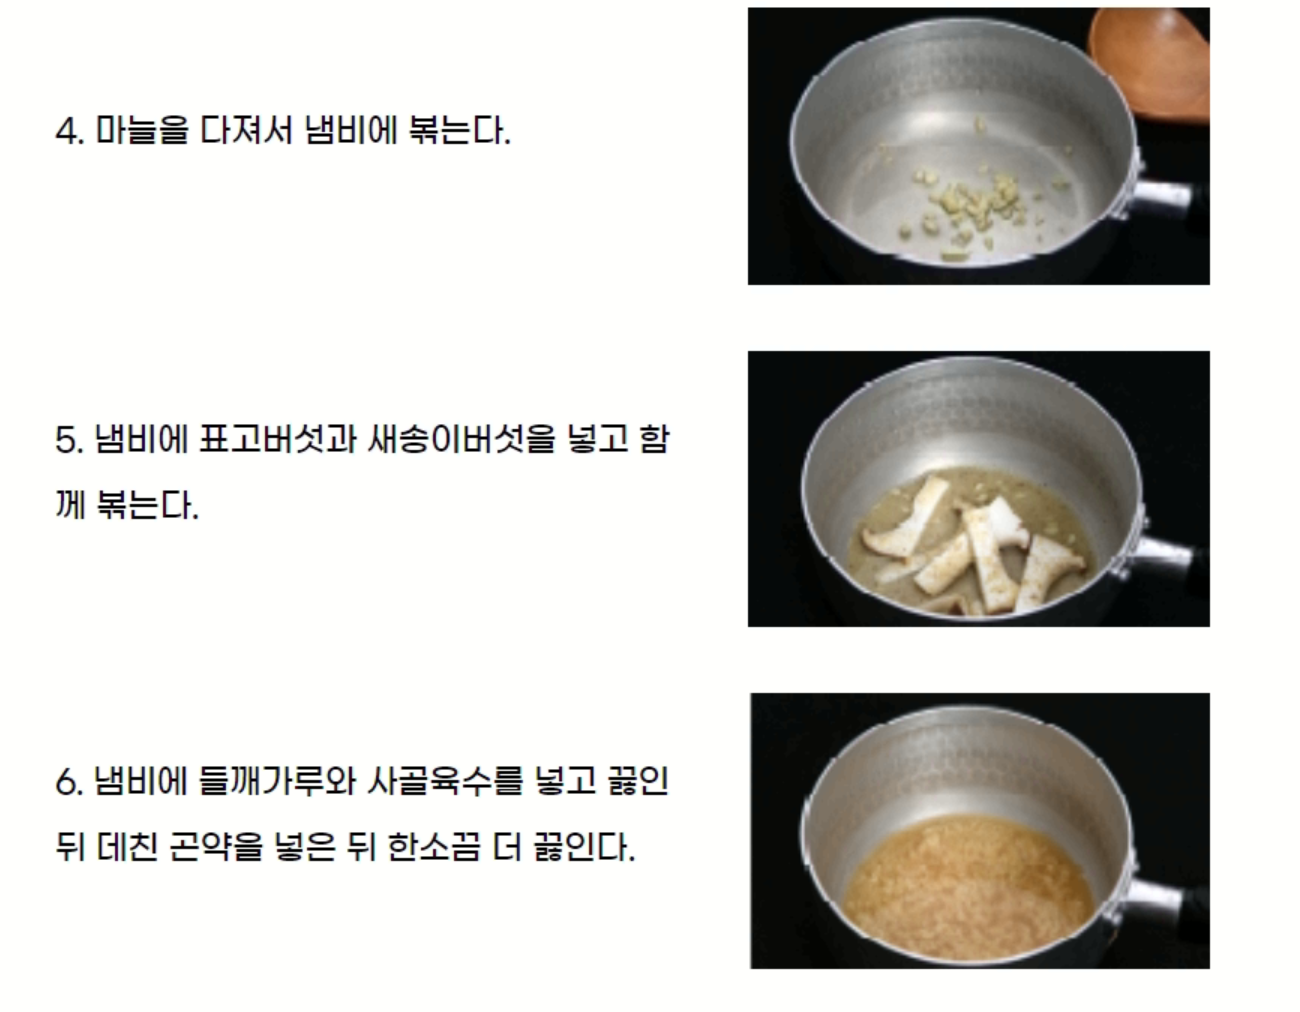 4. 마늘을 다져서 냄비에 볶는다.
5. 냄비에 표고버섯과 새송이버섯을 넣고 함
께 볶는다.
6. 냄비에 들깨가루와 사골육수를 넣고 끓인
뒤 데친 곤약을 넣은 뒤 한소끔 더 끓인다.